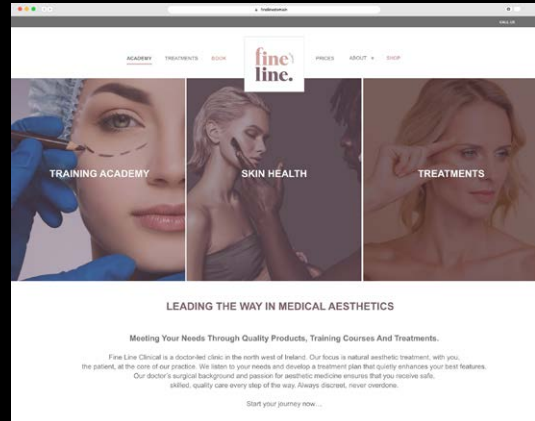 CALL US
ACADEMY TREATMENTS BOOK
fine
line.
PRICES ABOUT + SHOP
TRAINING ACADEMY
SKIN HEALTH
TREATMENTS
LEADING THE WAY IN MEDICAL AESTHETICS
Meeting Your Needs Through Quality Products, Training Courses And Treatments.
Fine Line Clinical is a doctor-led clinic in the north west of Ireland. Our focus is natural aesthetic treatment, with you,
the patient, at the core of our practice. We listen to your needs and develop a treatment plan that quietly enhances your best features.
Our doctor's surgical background and passion for aesthetic medicine ensures that you receive safe,
skilled, quality care every step of the way. Always discreet, never overdone.
Start your journey now…